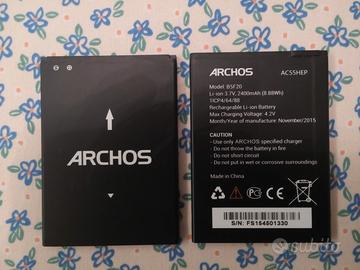 ARCHOS
ARCHOS AC55HEP
Model: BSF20
Li-ion 3.7V, 2400mAh (8.88Wh)
1ICP4/64/88
Rechargeable Li-ion Battery
Max Charging Voltage: 4.2V
Month/Year of manufacture: November/2015
Caution:
- Use only ARCHOS specified charger
- Do not throw the battery in fire
- Do not short circuit
- Do not get in wet or corrosive surroundings
Made in China
S/N: FS154501330
subito